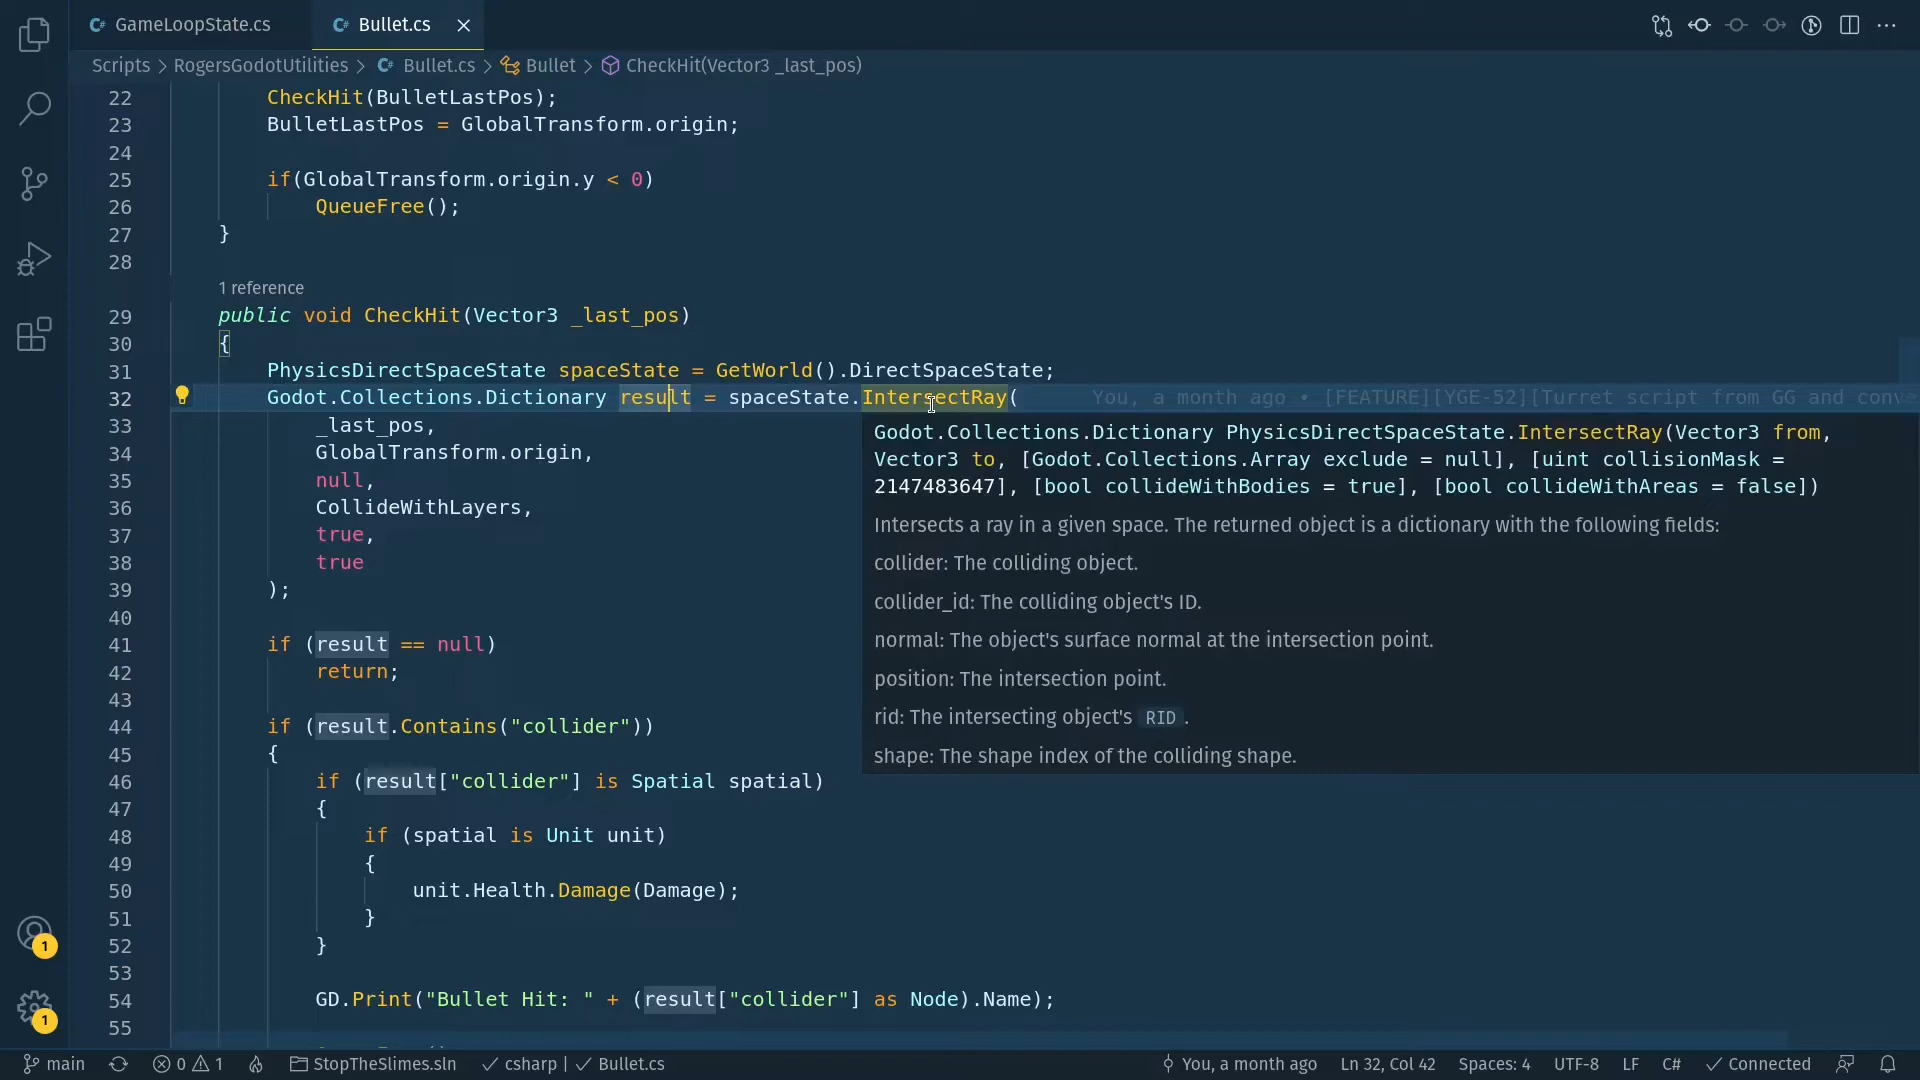 C# GameLoopState.cs
C# Bullet.cs
Scripts > RogersGodotUtilities > C# Bullet.cs > Bullet > CheckHit(Vector3 _last_pos)
22 CheckHit(BulletLastPos);
23 BulletLastPos = GlobalTransform.origin;
24
25 if(GlobalTransform.origin.y < 0)
26 QueueFree();
27 }
28
1 reference
29 public void CheckHit(Vector3 _last_pos)
30 {
31 PhysicsDirectSpaceState spaceState = GetWorld().DirectSpaceState;
32 Godot.Collections.Dictionary result = spaceState.IntersectRay( You, a month ago • [FEATURE][YGE-52][Turret script from GG and conve
33 _last_pos,
34 GlobalTransform.origin,
35 null,
36 CollideWithLayers,
37 true,
38 true
39 );
40
41 if (result == null)
42 return;
43
44 if (result.Contains("collider"))
45 {
46 if (result["collider"] is Spatial spatial)
47 {
48 if (spatial is Unit unit)
49 {
50 unit.Health.Damage(Damage);
51 }
52 }
53
54 GD.Print("Bullet Hit: " + (result["collider"] as Node).Name);
55
Godot.Collections.Dictionary PhysicsDirectSpaceState.IntersectRay(Vector3 from,
Vector3 to, [Godot.Collections.Array exclude = null], [uint collisionMask =
2147483647], [bool collideWithBodies = true], [bool collideWithAreas = false])
Intersects a ray in a given space. The returned object is a dictionary with the following fields:
collider: The colliding object.
collider_id: The colliding object's ID.
normal: The object's surface normal at the intersection point.
position: The intersection point.
rid: The intersecting object's RID .
shape: The shape index of the colliding shape.
1
1
main 0 1 StopTheSlimes.sln csharp | Bullet.cs You, a month ago Ln 32, Col 42 Spaces: 4 UTF-8 LF C# Connected